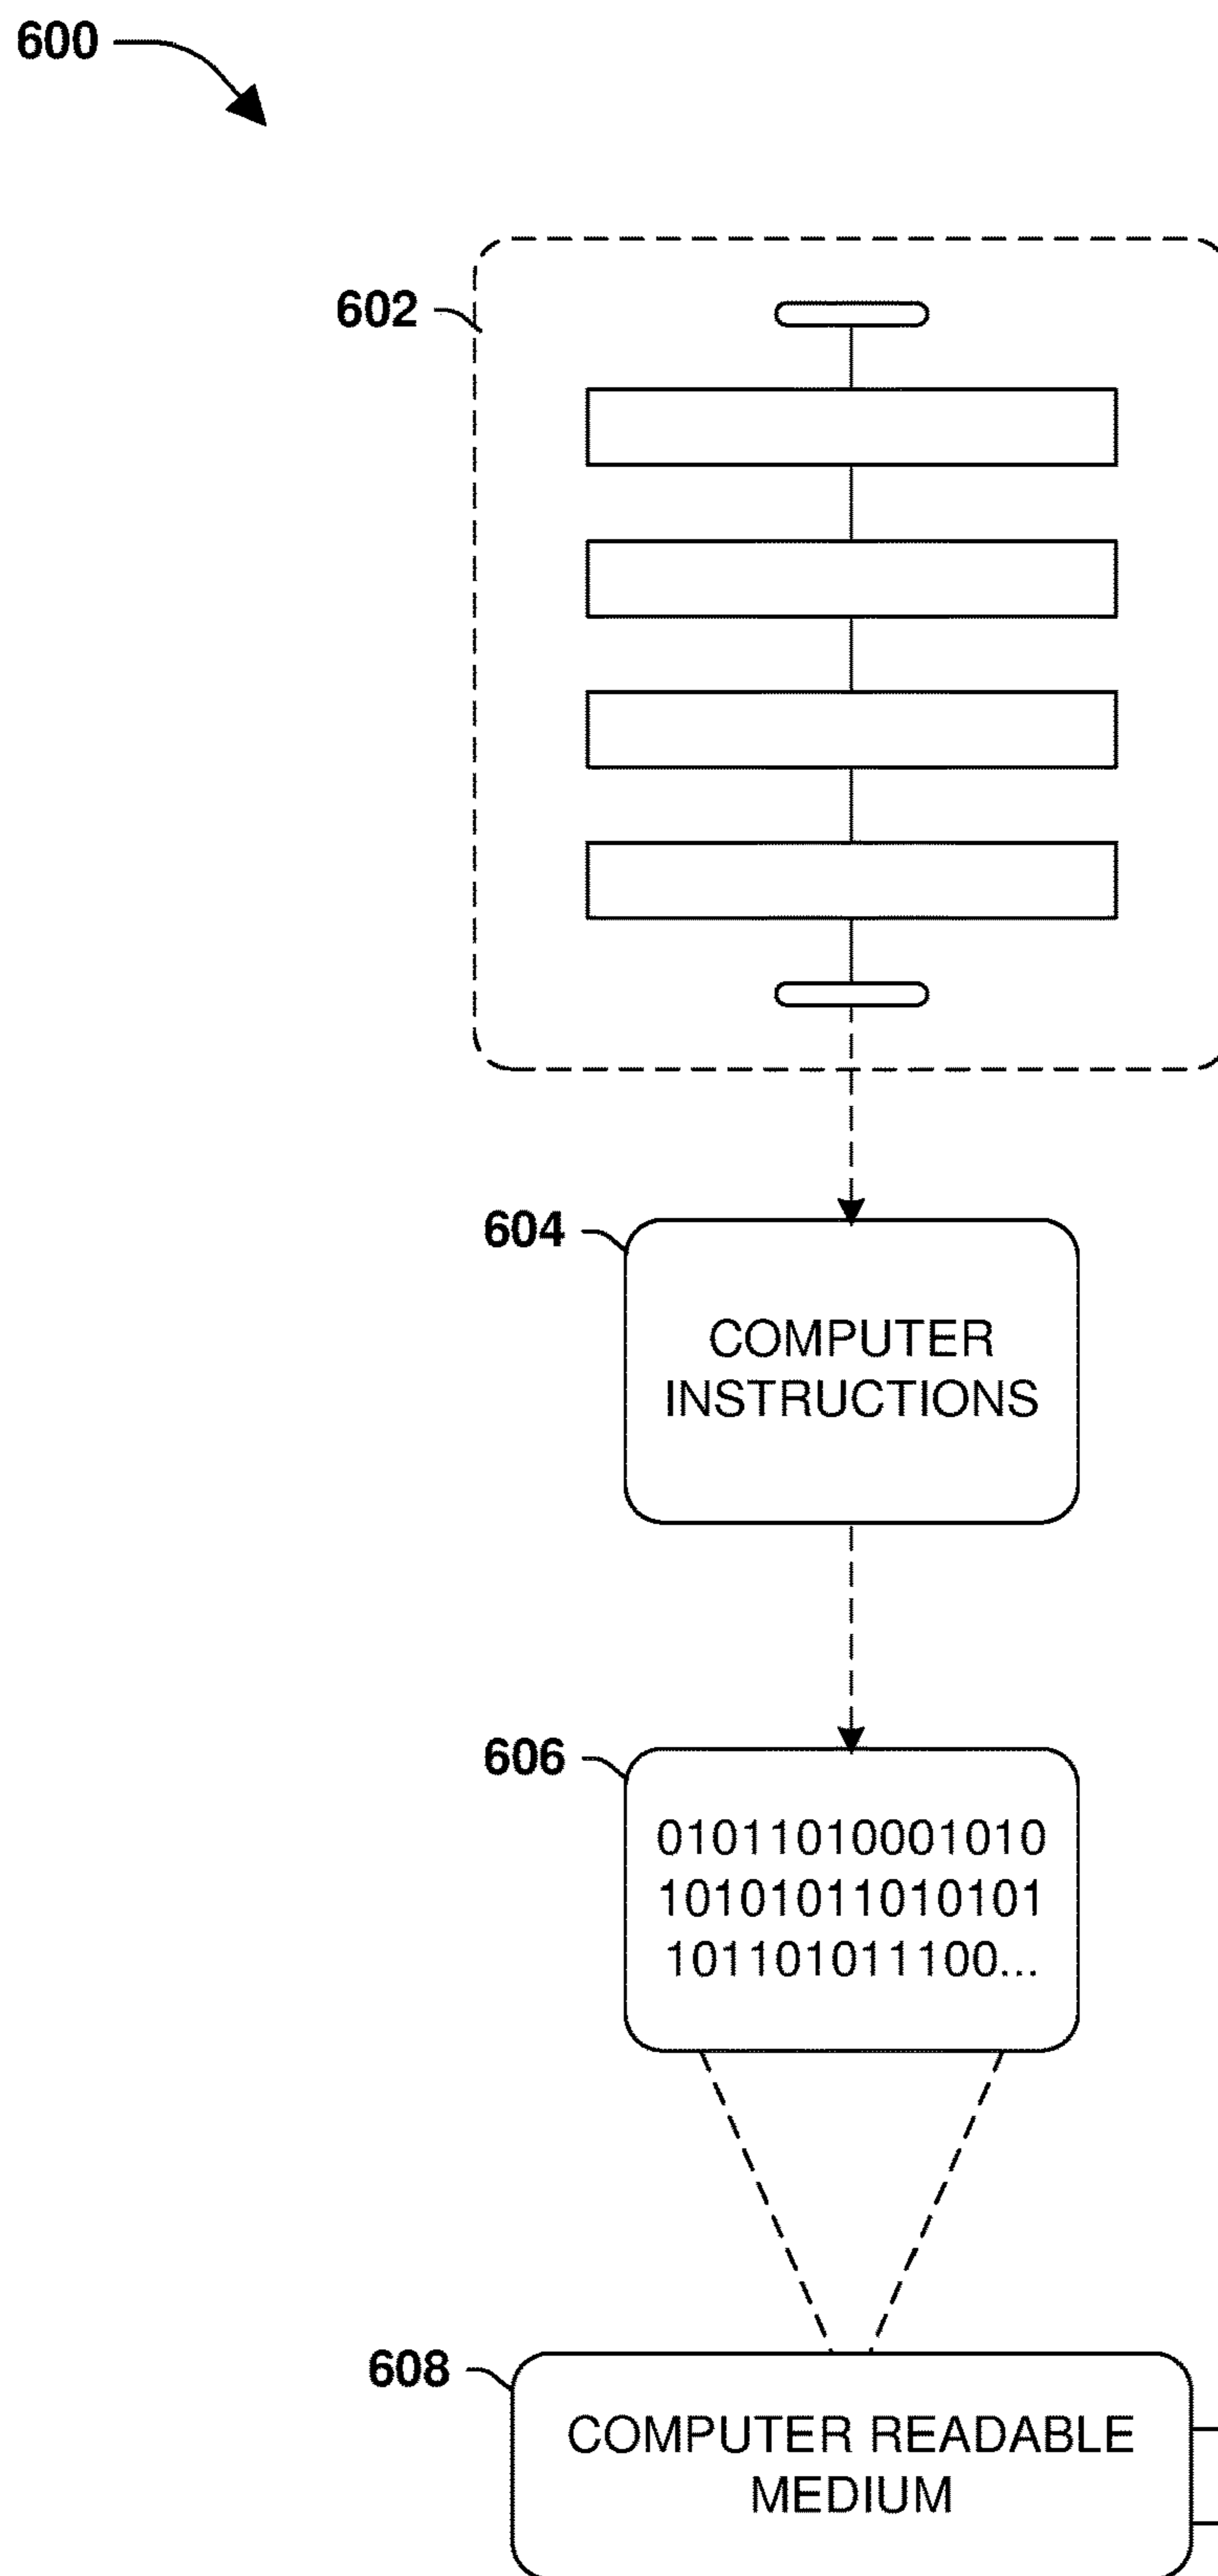 600
602
604
COMPUTER
INSTRUCTIONS
606
01011010001010
10101011010101
101101011100...
608
COMPUTER READABLE
MEDIUM